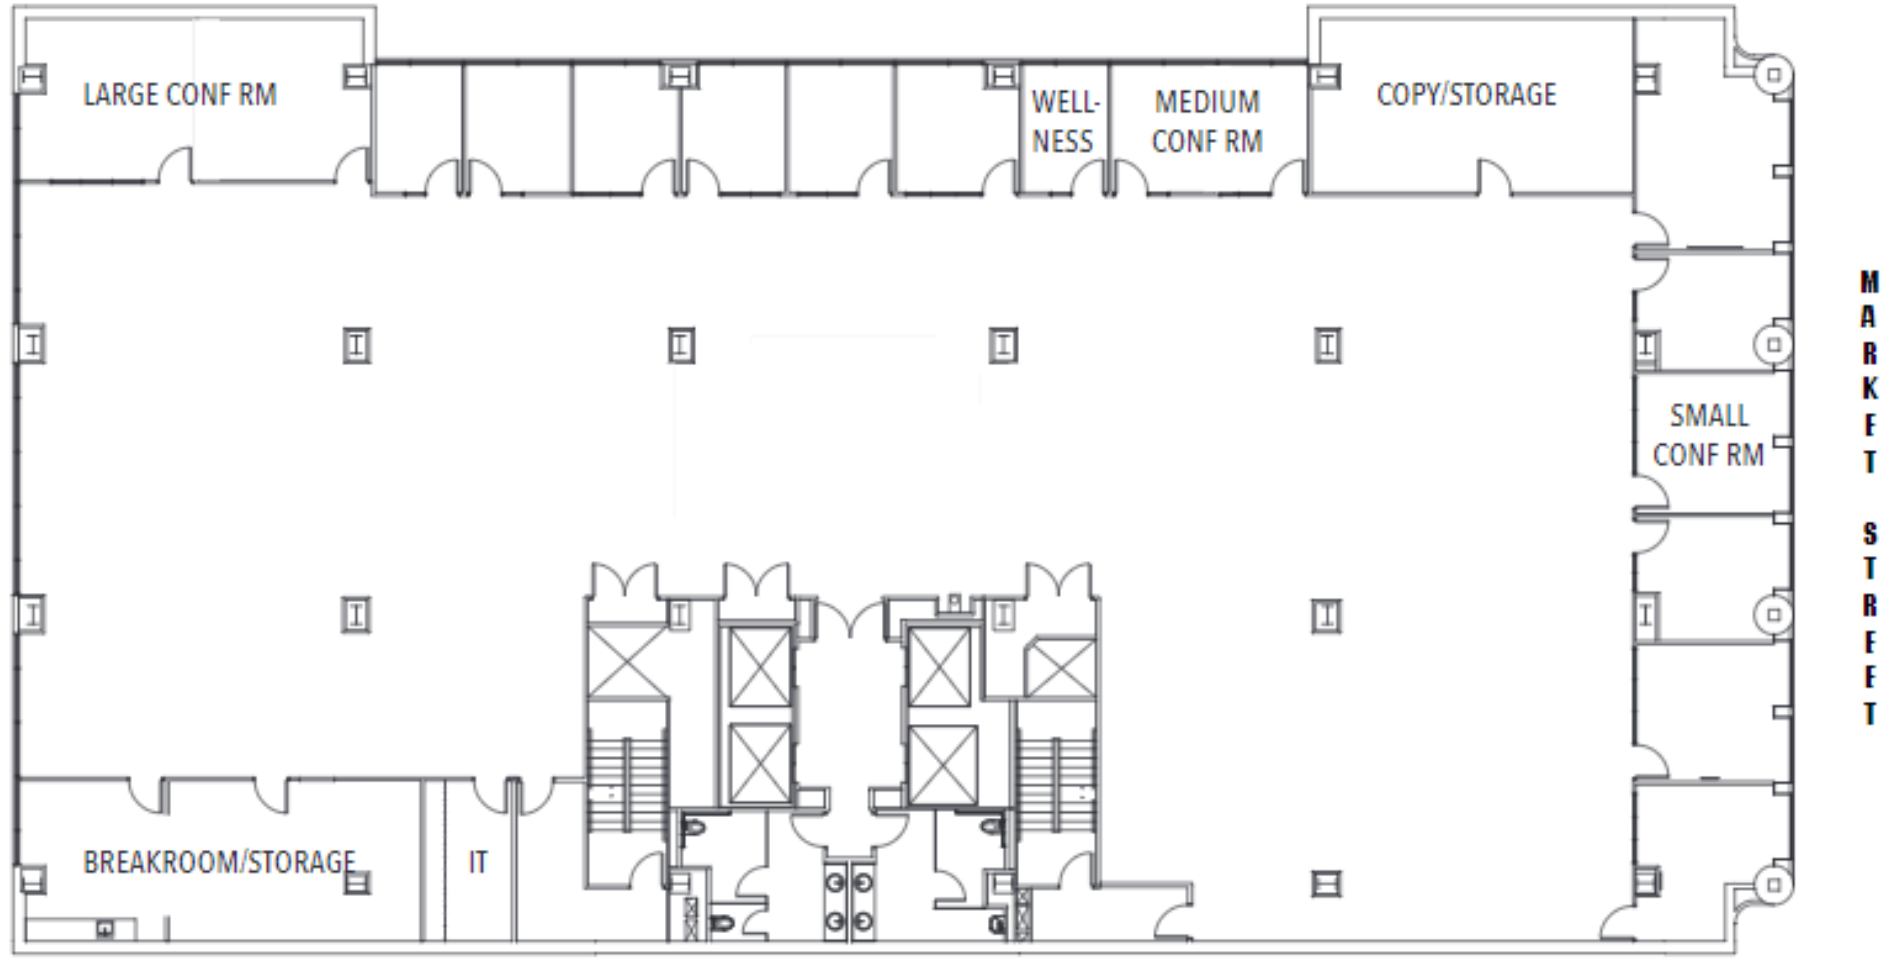 LARGE CONF RM
WELL-
NESS
MEDIUM
CONF RM
COPY/STORAGE
SMALL
CONF RM
MARKET STREET
BREAKROOM/STORAGE
IT